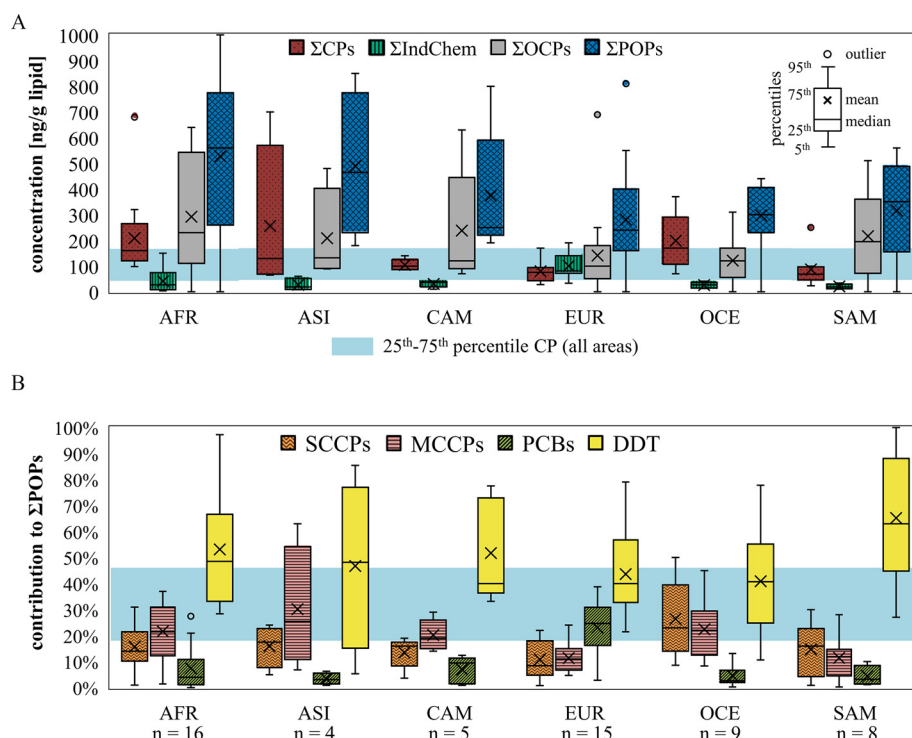 A
concentration [ng/g lipid]
1000
900
800
700
600
500
400
300
200
100
0
ΣCPs ΣIndChem ΣOCPs ΣPOPs
outlier
percentiles
95th
75th
mean
median
25th
5th
AFR ASI CAM EUR OCE SAM
25th-75th percentile CP (all areas)
B
contribution to ΣPOPs
100%
90%
80%
70%
60%
50%
40%
30%
20%
10%
0%
SCCPs MCCPs PCBs DDT
AFR ASI CAM EUR OCE SAM
n = 16 n = 4 n = 5 n = 15 n = 9 n = 8